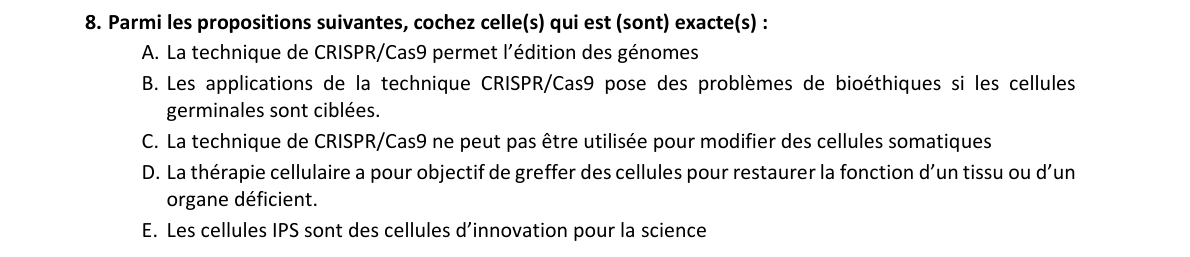 8. Parmi les propositions suivantes, cochez celle(s) qui est (sont) exacte(s) :
A. La technique de CRISPR/Cas9 permet l’édition des génomes
B. Les applications de la technique CRISPR/Cas9 pose des problèmes de bioéthiques si les cellules
germinales sont ciblées.
C. La technique de CRISPR/Cas9 ne peut pas être utilisée pour modifier des cellules somatiques
D. La thérapie cellulaire a pour objectif de greffer des cellules pour restaurer la fonction d’un tissu ou d’un
organe déficient.
E. Les cellules IPS sont des cellules d’innovation pour la science